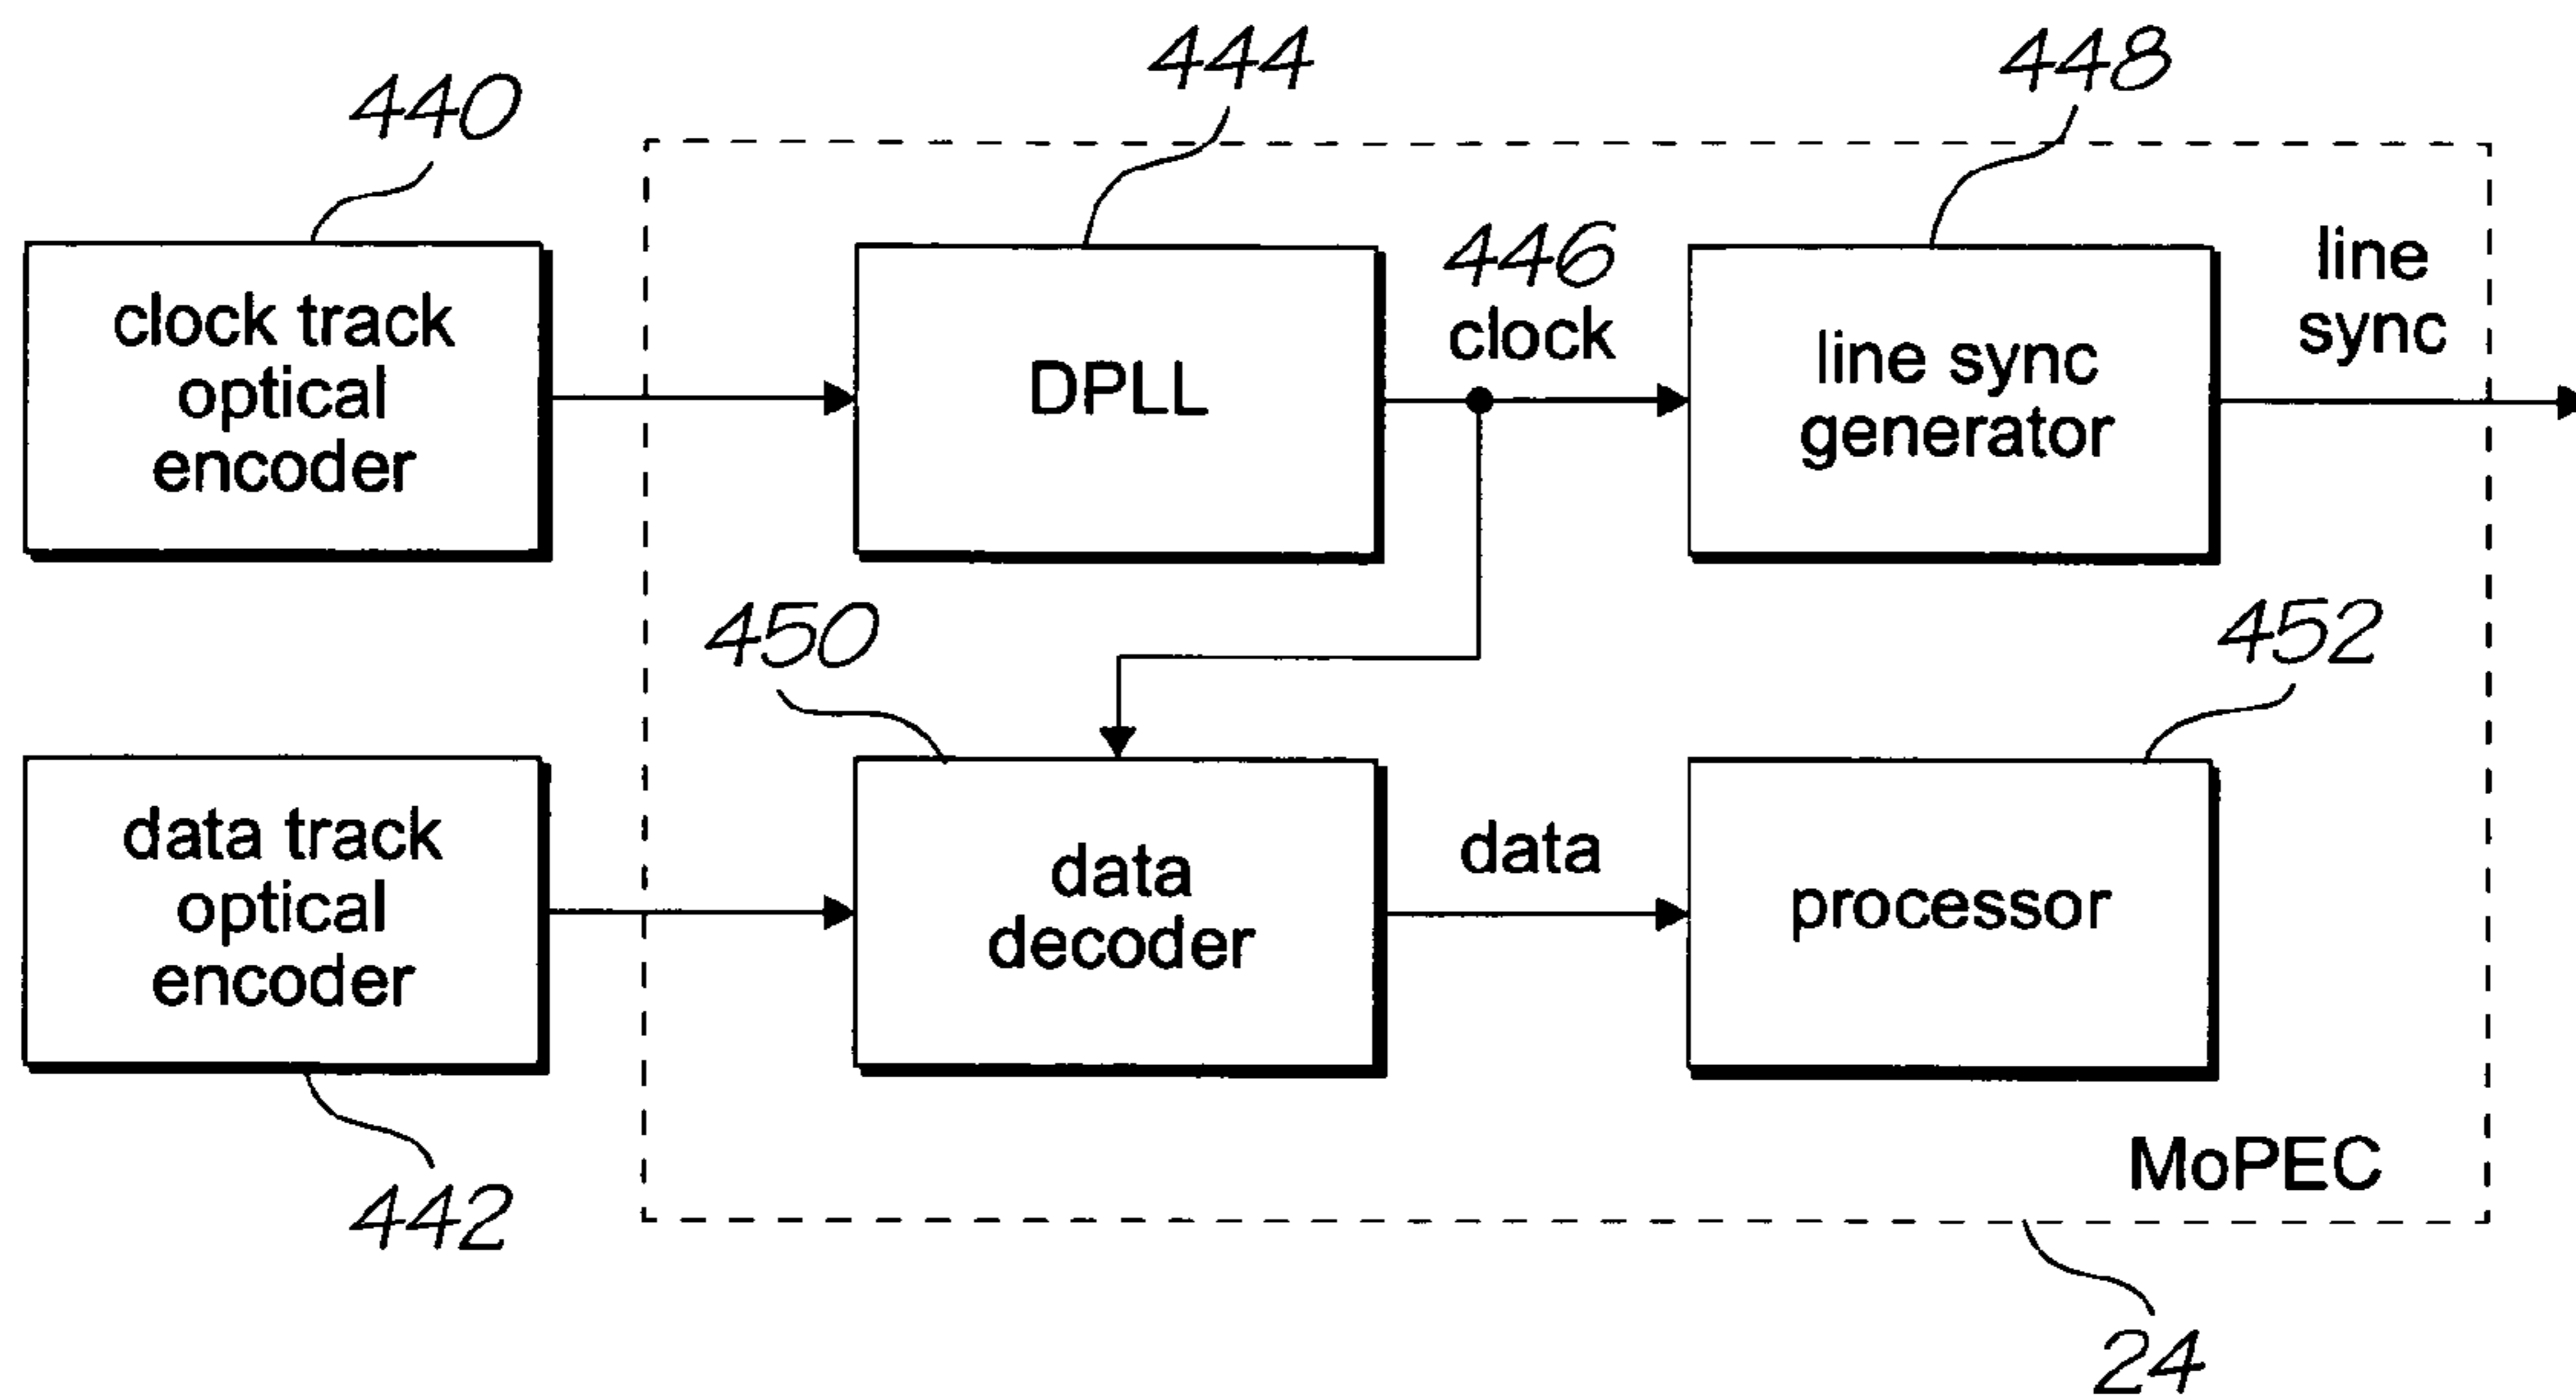 444
448
440
446
clock
line
sync
clock track
optical
encoder
DPLL
line sync
generator
450
452
data track
optical
encoder
data
decoder
data
processor
MoPEC
442
24